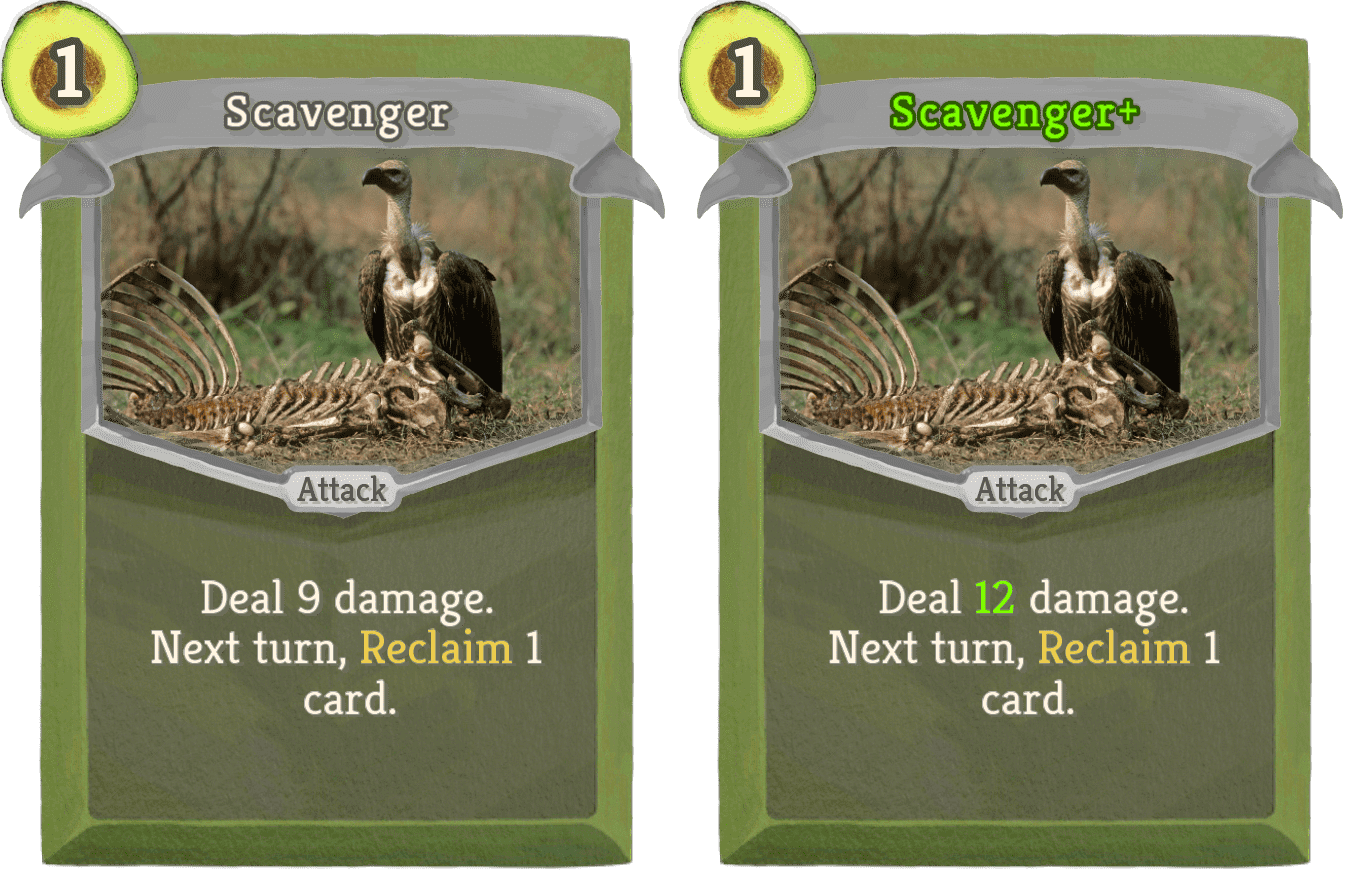 1
Scavenger
Attack
Deal 9 damage.
Next turn, Reclaim 1
card.
1
Scavenger+
Attack
Deal 12 damage.
Next turn, Reclaim 1
card.